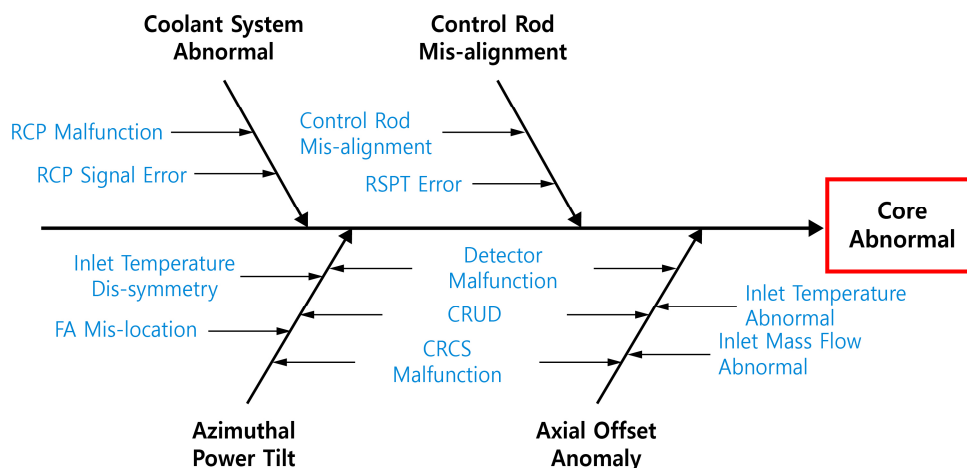 Coolant System
Abnormal
Control Rod
Mis-alignment
RCP Malfunction
RCP Signal Error
Control Rod
Mis-alignment
RSPT Error
Core
Abnormal
Inlet Temperature
Dis-symmetry
FA Mis-location
Detector
Malfunction
CRUD
CRCS
Malfunction
Inlet Temperature
Abnormal
Inlet Mass Flow
Abnormal
Azimuthal
Power Tilt
Axial Offset
Anomaly